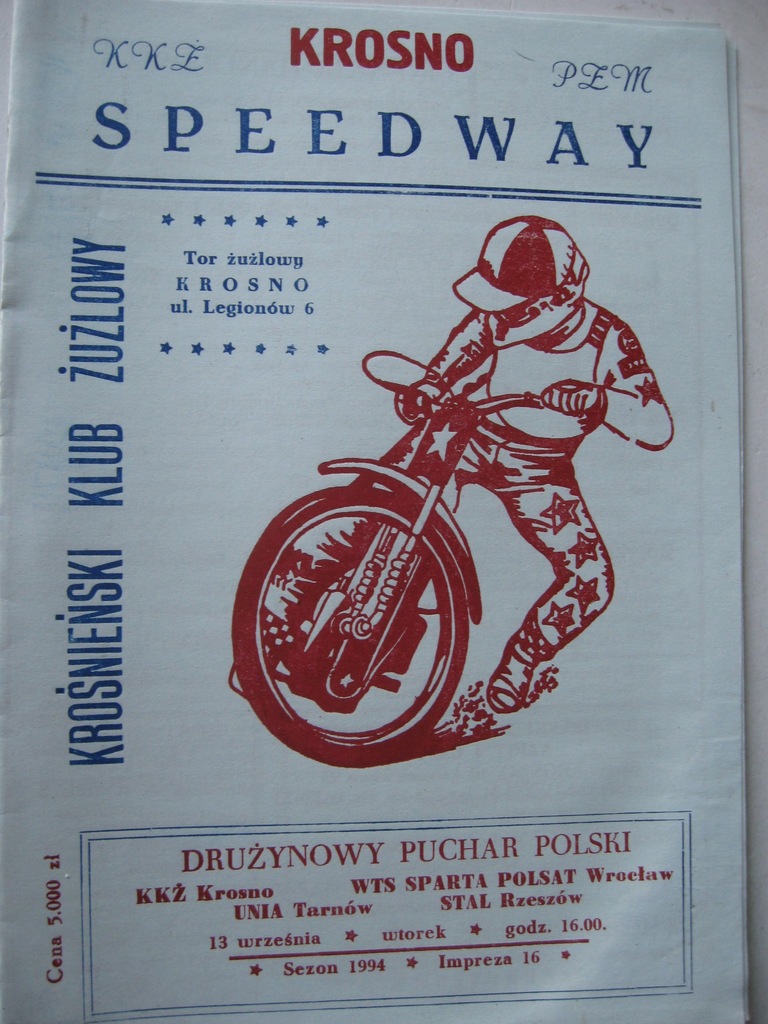 KKŻ KROSNO PZM
SPEEDWAY
Tor żużlowy
KROSNO
ul. Legionów 6
KROŚNIEŃSKI KLUB ŻUŻLOWY
Cena 5.000 zł
DRUŻYNOWY PUCHAR POLSKI
KKŻ Krosno WTS SPARTA POLSAT Wrocław
UNIA Tarnów STAL Rzeszów
13 września ★ wtorek ★ godz. 16.00.
★ Sezon 1994 ★ Impreza 16 ★